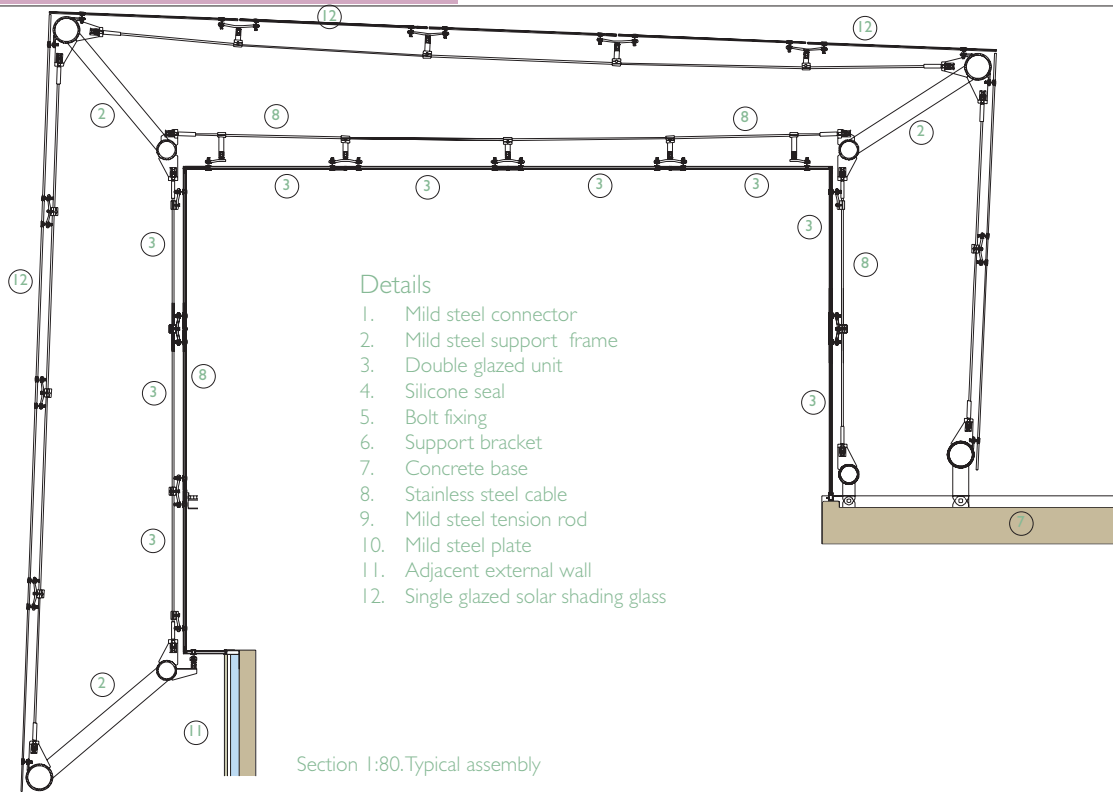 12
12
2
8
8
2
3
3
3
3
3
3
8
12
Details
1. Mild steel connector
2. Mild steel support frame
3. Double glazed unit
4. Silicone seal
5. Bolt fixing
6. Support bracket
7. Concrete base
8. Stainless steel cable
9. Mild steel tension rod
10. Mild steel plate
11. Adjacent external wall
12. Single glazed solar shading glass
8
3
3
7
3
2
11
Section 1:80. Typical assembly